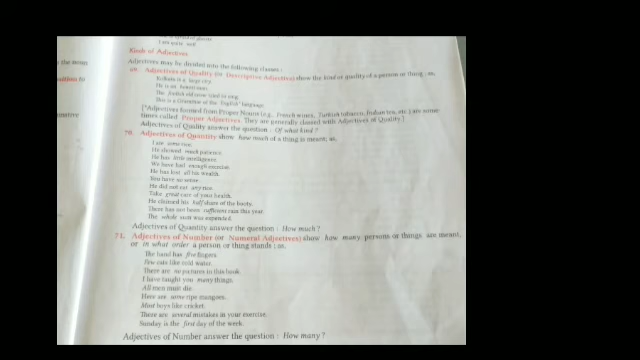 I am quite well
Kinds of Adjectives
Adjectives may be divided into the following classes :
69. Adjectives of Quality (or Descriptive Adjective) show the kind or quality of a person or thing; as,
Kolkata is a large city.
He is an honest man.
The foolish old crow tried to sing.
This is a Grammar of the English* language.
[*Adjectives formed from Proper Nouns (e.g., French wines, Turkish tobacco, Indian tea, etc.) are some-
times called Proper Adjectives. They are generally classed with Adjectives of Quality.]
Adjectives of Quality answer the question : Of what kind ?
70. Adjectives of Quantity show how much of a thing is meant; as,
I ate some rice.
He showed much patience.
He has little intelligence.
We have had enough exercise.
He has lost all his wealth.
You have no sense.
He did not eat any rice.
Take great care of your health.
He claimed his half share of the booty.
There has not been sufficient rain this year.
The whole sum was expended.
Adjectives of Quantity answer the question : How much ?
71. Adjectives of Number (or Numeral Adjectives) show how many persons or things are meant,
or in what order a person or thing stands ; as,
The hand has five fingers.
Few cats like cold water.
There are no pictures in this book.
I have taught you many things.
All men must die.
Here are some ripe mangoes.
Most boys like cricket.
There are several mistakes in your exercise.
Sunday is the first day of the week.
Adjectives of Number answer the question : How many ?